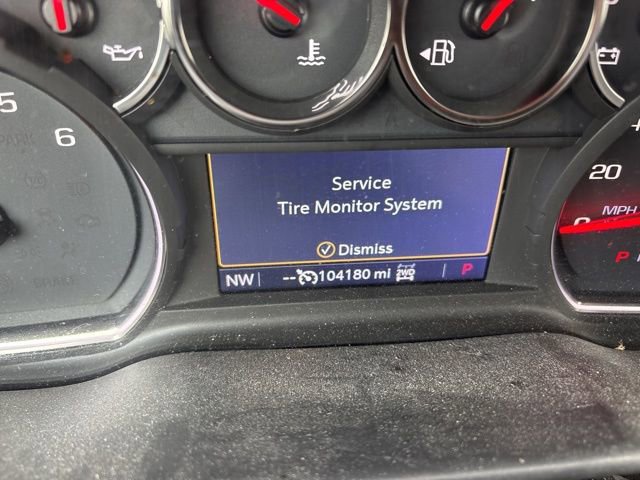 5
6
20
Service
Tire Monitor System
MPH
Dismiss
NW -- 104180 mi 2WD P
P